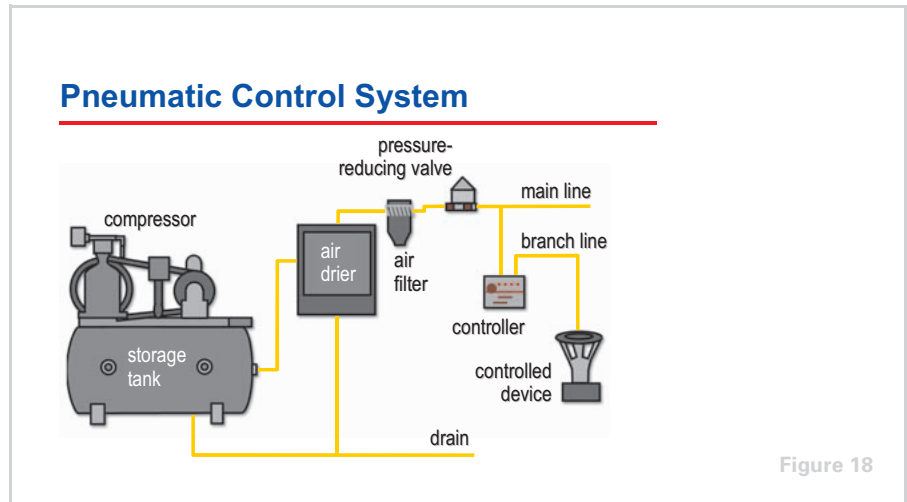 Pneumatic Control System
pressure-
reducing valve
main line
compressor
branch line
air
drier
air
filter
controller
storage
tank
controlled
device
drain
Figure 18